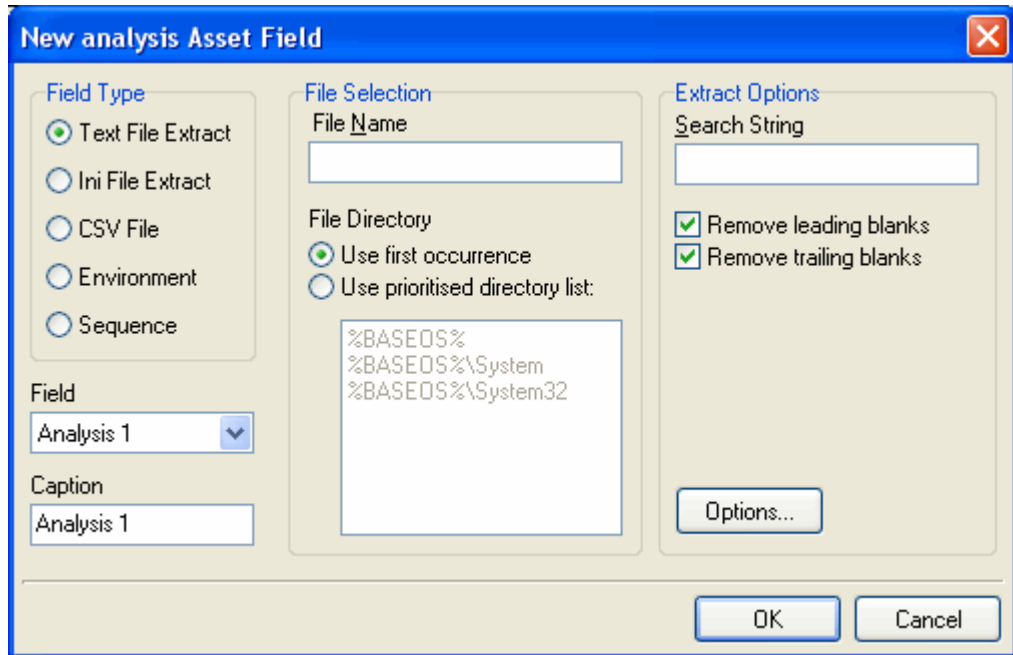 New analysis Asset Field
Field Type
Text File Extract
Ini File Extract
CSV File
Environment
Sequence
Field
Analysis 1
Caption
Analysis 1
File Selection
File Name
File Directory
Use first occurrence
Use prioritised directory list:
%BASEOS%
%BASEOS%\System
%BASEOS%\System32
Extract Options
Search String
Remove leading blanks
Remove trailing blanks
Options...
OK
Cancel